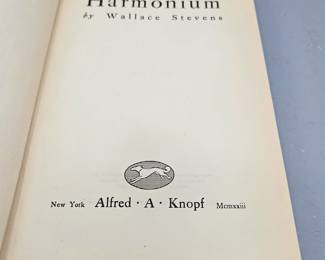 Harmonium
by Wallace Stevens
New York Alfred · A · Knopf Mcmxxiii